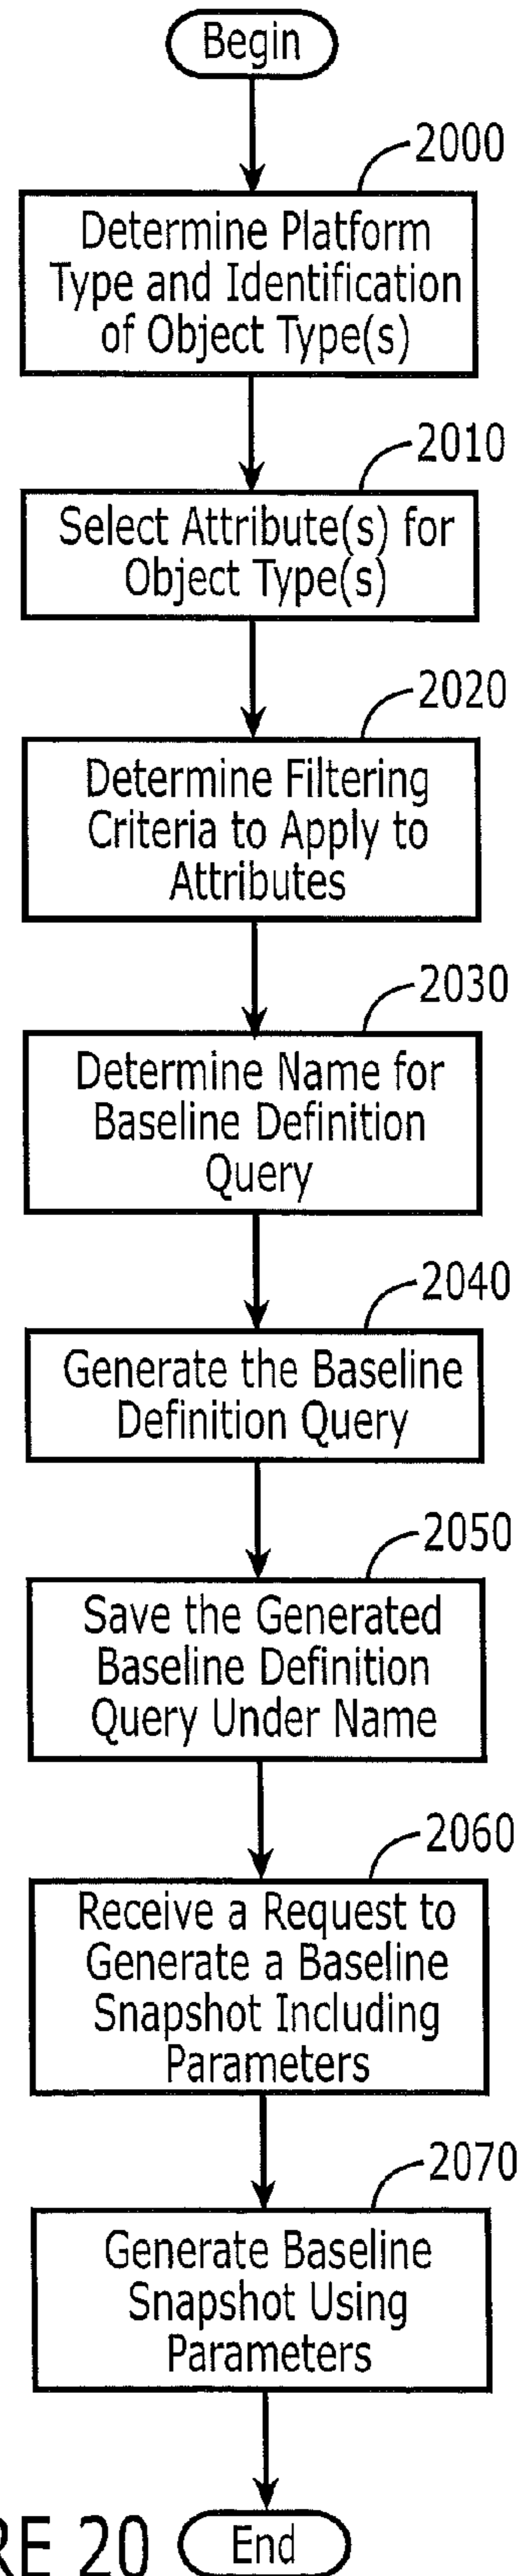 Begin
2000
Determine Platform
Type and Identification
of Object Type(s)
2010
Select Attribute(s) for
Object Type(s)
2020
Determine Filtering
Criteria to Apply to
Attributes
2030
Determine Name for
Baseline Definition
Query
2040
Generate the Baseline
Definition Query
2050
Save the Generated
Baseline Definition
Query Under Name
2060
Receive a Request to
Generate a Baseline
Snapshot Including
Parameters
2070
Generate Baseline
Snapshot Using
Parameters
RE 20
End